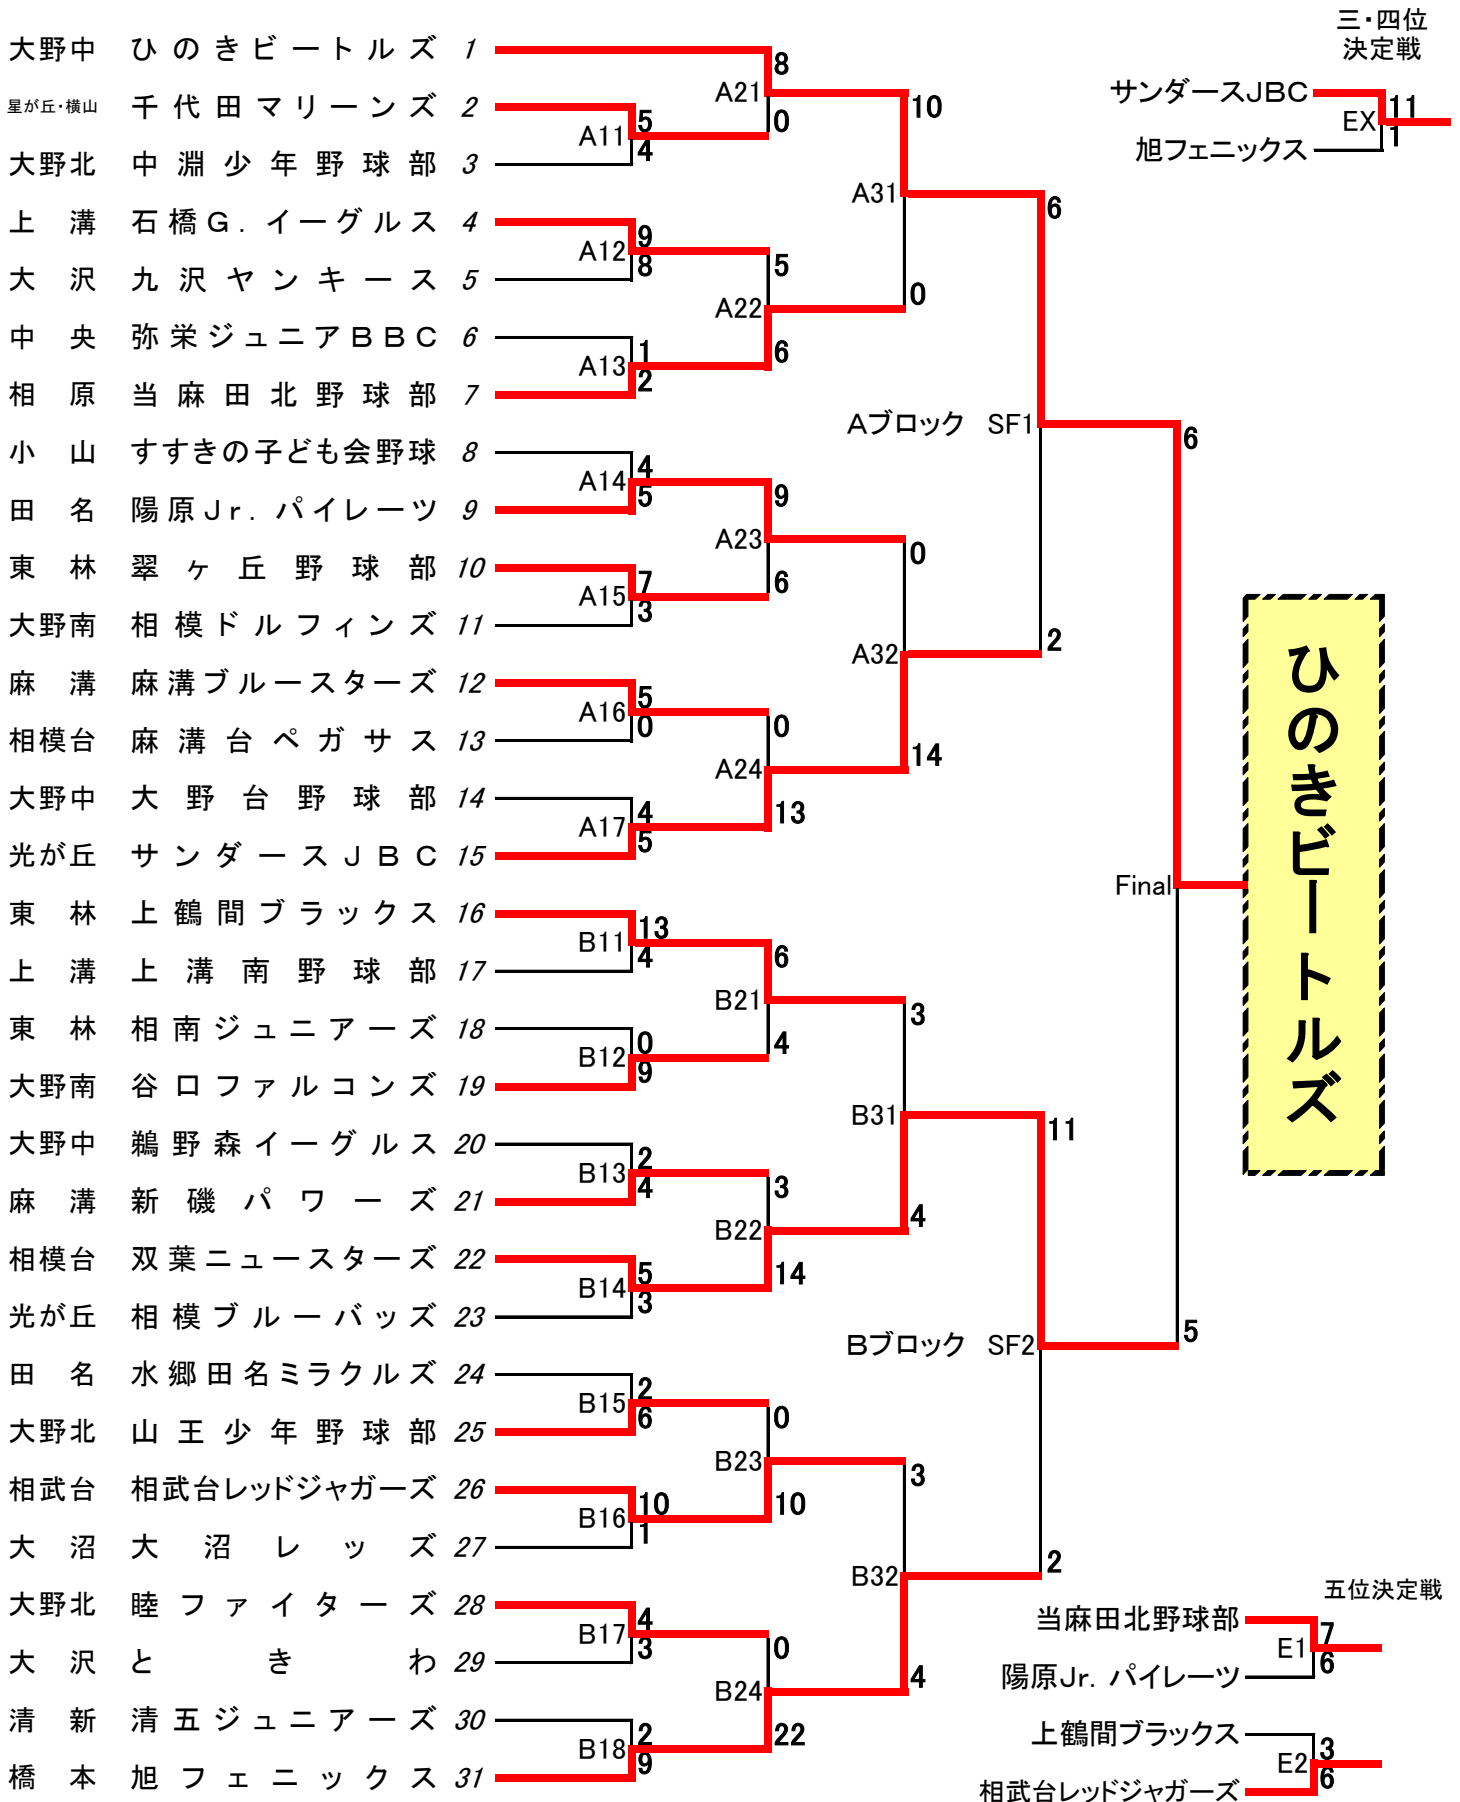 三・四位
決定戦
サンダースJBC
EX
11
1
旭フェニックス
大野中 ひのきビートルズ 1
星が丘・横山 千代田マリーンズ 2
大野北 中淵少年野球部 3
上溝 石橋G.イーグルス 4
大沢 九沢ヤンキース 5
中央 弥栄ジュニアBBC 6
相原 当麻田北野球部 7
小山 すすきの子ども会野球 8
田名 陽原Jr.パイレーツ 9
東林 翠ヶ丘野球部 10
大野南 相模ドルフィンズ 11
麻溝 麻溝ブルースターズ 12
相模台 麻溝台ペガサス 13
大野中 大野台野球部 14
光が丘 サンダースJBC 15
東林 上鶴間ブラックス 16
上溝 上溝南野球部 17
東林 相南ジュニアーズ 18
大野南 谷口ファルコンズ 19
大野中 鵜野森イーグルス 20
麻溝 新磯パワーズ 21
相模台 双葉ニュースターズ 22
光が丘 相模ブルーバッズ 23
田名 水郷田名ミラクルズ 24
大野北 山王少年野球部 25
相武台 相武台レッドジャガーズ 26
大沼 大沼レッズ 27
大野北 睦ファイターズ 28
大沢 ときわ 29
清新 清五ジュニアーズ 30
橋本 旭フェニックス 31
A11 5 4
A12 9 8
A13 1 2
A14 4 5
A15 7 3
A16 5 0
A17 4 5
B11 13 4
B12 0 9
B13 2 4
B14 5 3
B15 2 6
B16 10 1
B17 4 3
B18 2 9
A21 8 0
A22 5 6
A23 9 6
A24 0 13
B21 6 4
B22 3 14
B23 0 10
B24 0 22
A31 10 0
A32 0 14
B31 3 4
B32 3 4
Aブロック SF1 6 2
Bブロック SF2 11 2
Final 6 5
ひのきビートルズ
五位決定戦
当麻田北野球部
E1 7 6
陽原Jr.パイレーツ
上鶴間ブラックス
E2 3 6
相武台レッドジャガーズ